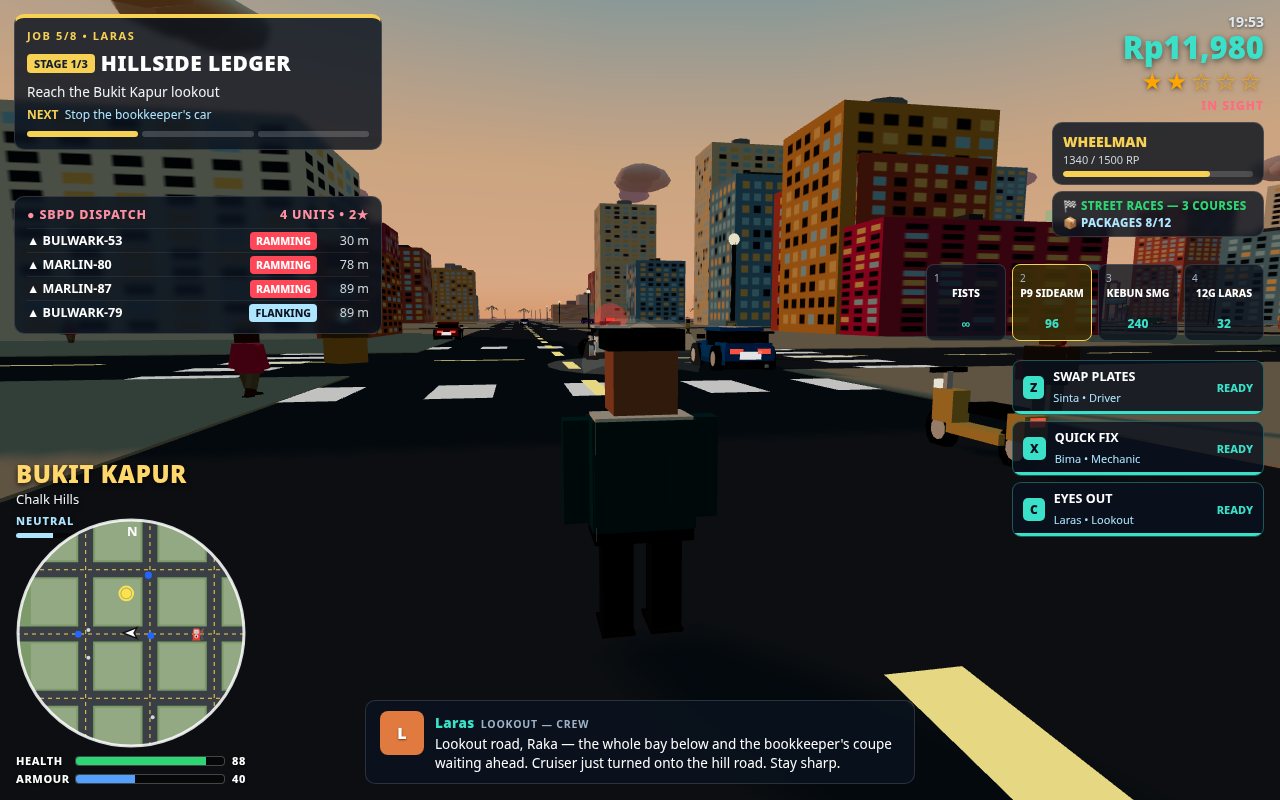 JOB 5/8 • LARAS
STAGE 1/3 HILLSIDE LEDGER
Reach the Bukit Kapur lookout
NEXT Stop the bookkeeper's car
● SBPD DISPATCH 4 UNITS • 2★
▲ BULWARK-53 RAMMING 30 m
▲ MARLIN-80 RAMMING 78 m
▲ MARLIN-87 RAMMING 89 m
▲ BULWARK-79 FLANKING 89 m
19:53
Rp11,980
★ ★ ☆ ☆ ☆
IN SIGHT
WHEELMAN
1340 / 1500 RP
🏁 STREET RACES — 3 COURSES
📦 PACKAGES 8/12
1 FISTS ∞
2 P9 SIDEARM 96
3 KEBUN SMG 240
4 12G LARAS 32
Z SWAP PLATES READY
Sinta • Driver
X QUICK FIX READY
Bima • Mechanic
C EYES OUT READY
Laras • Lookout
BUKIT KAPUR
Chalk Hills
NEUTRAL
N
HEALTH 88
ARMOUR 40
L
Laras LOOKOUT — CREW
Lookout road, Raka — the whole bay below and the bookkeeper's coupe
waiting ahead. Cruiser just turned onto the hill road. Stay sharp.